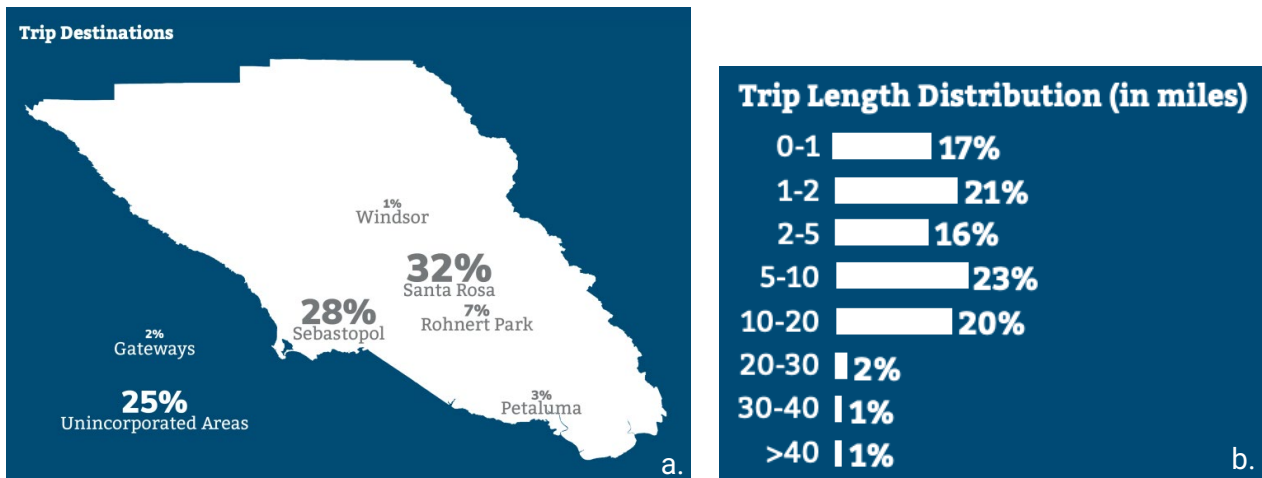 Trip Destinations
1%
Windsor
32%
Santa Rosa
28%
Sebastopol
7%
Rohnert Park
2%
Gateways
25%
Unincorporated Areas
3%
Petaluma
a.
Trip Length Distribution (in miles)
0-1 17%
1-2 21%
2-5 16%
5-10 23%
10-20 20%
20-30 2%
30-40 1%
>40 1%
b.